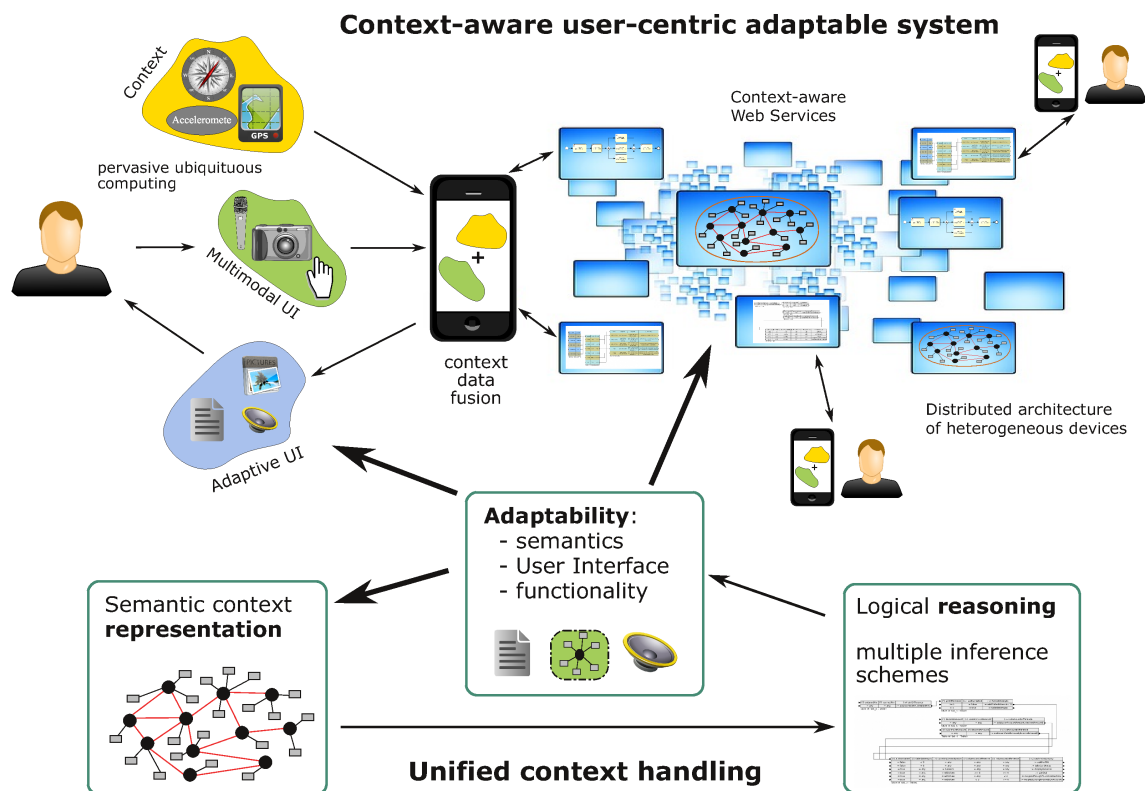 Context-aware user-centric adaptable system
Context
Acceleromete
GPS
pervasive ubiquituous
computing
Multimodal UI
PICTURES
Adaptive UI
context
data
fusion
Context-aware
Web Services
Distributed architecture
of heterogeneous devices
Adaptability:
- semantics
- User Interface
- functionality
Semantic context
representation
Logical reasoning
multiple inference
schemes
Unified context handling